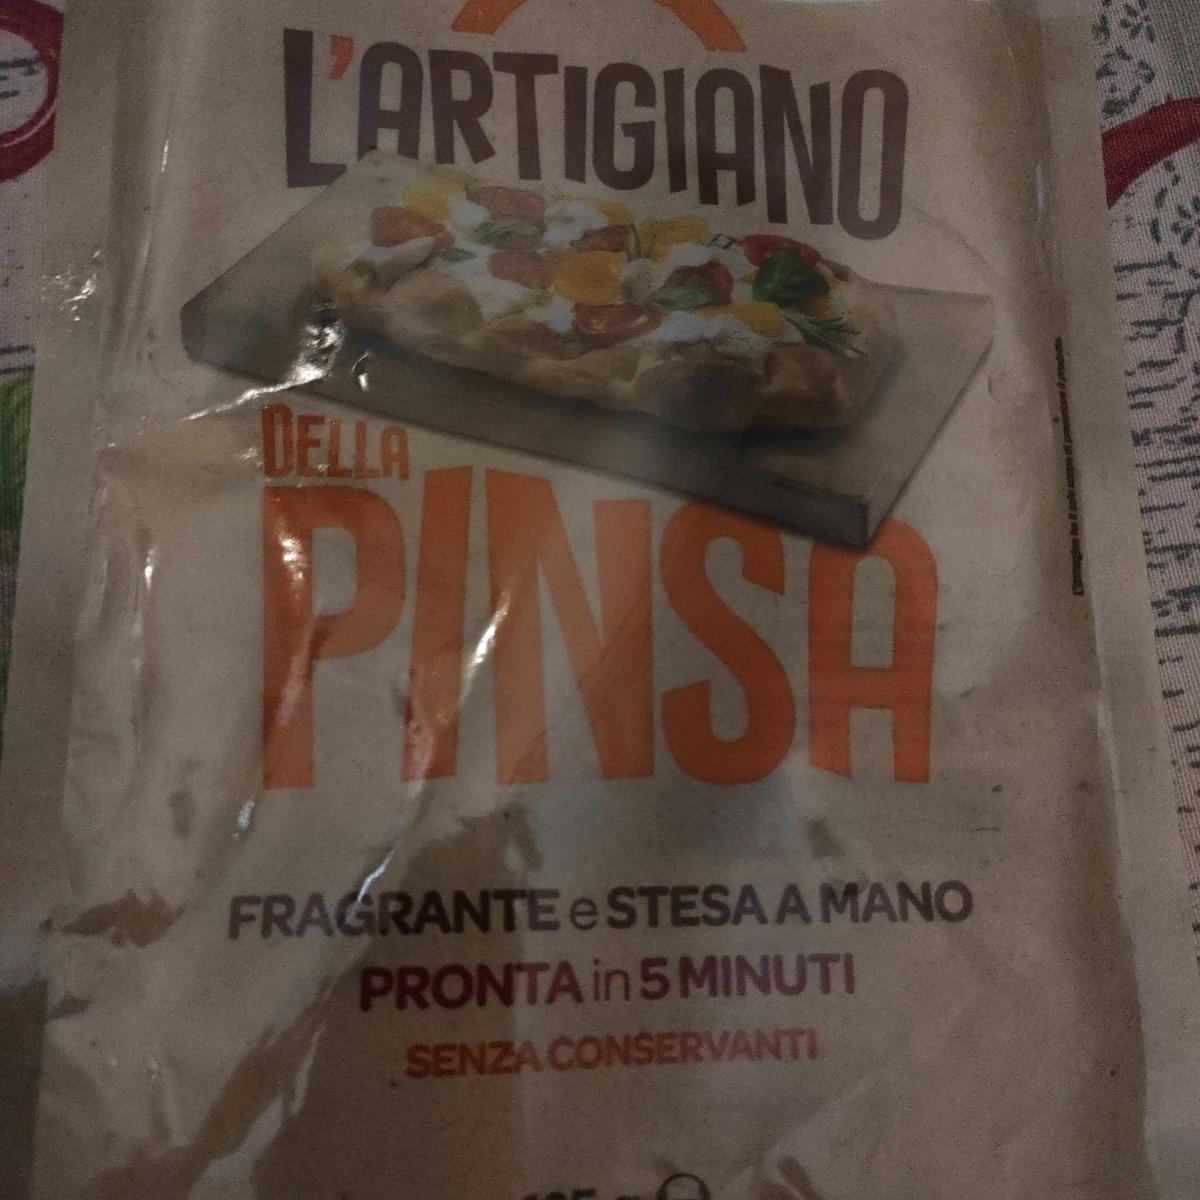 L'ARTIGIANO
DELLA
PINSA
FRAGRANTE e STESA A MANO
PRONTA in 5 MINUTI
SENZA CONSERVANTI